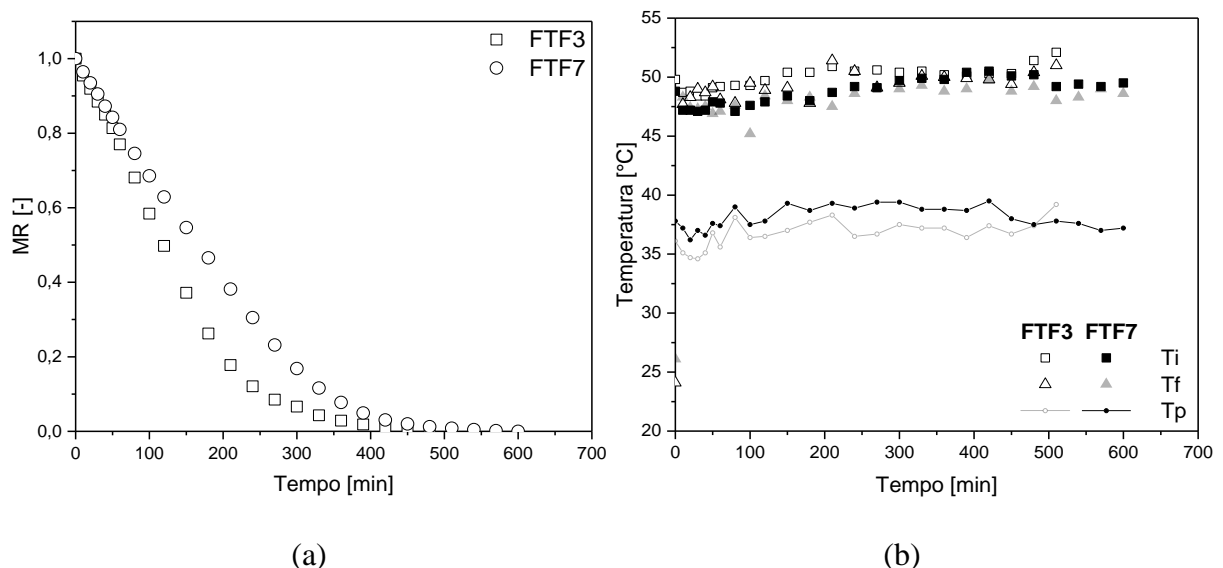 FTF3
FTF7
1,0
0,8
0,6
0,4
0,2
0,0
MR [-]
0 100 200 300 400 500 600 700
Tempo [min]
(a)
55
50
45
40
35
30
25
20
Temperatura [°C]
FTF3 FTF7
Ti
Tf
Tp
0 100 200 300 400 500 600 700
Tempo [min]
(b)